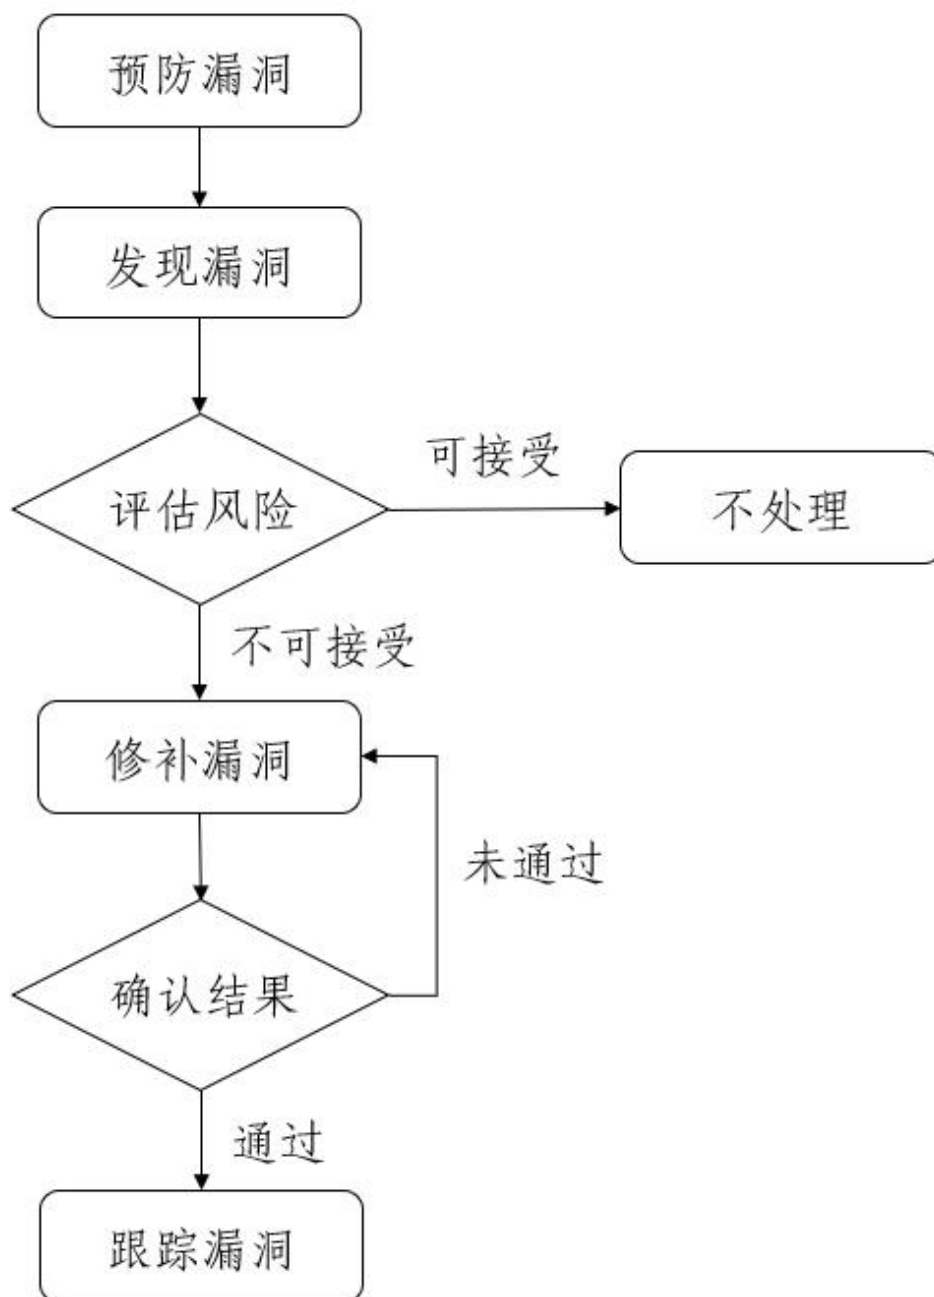 预防漏洞
发现漏洞
评估风险
可接受
不处理
不可接受
修补漏洞
未通过
确认结果
通过
跟踪漏洞